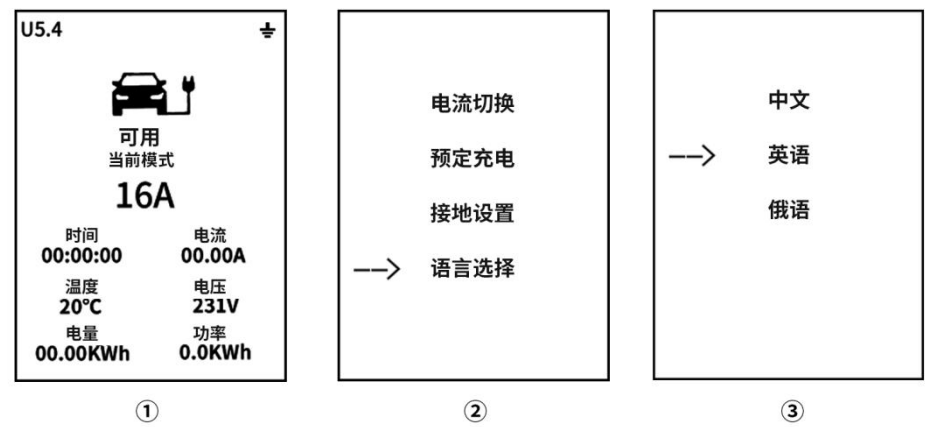 U5.4
可用
当前模式
16A
时间 电流
00:00:00 00.00A
温度 电压
20℃ 231V
电量 功率
00.00KWh 0.0KWh
①
电流切换
预定充电
接地设置
--> 语言选择
②
中文
--> 英语
俄语
③